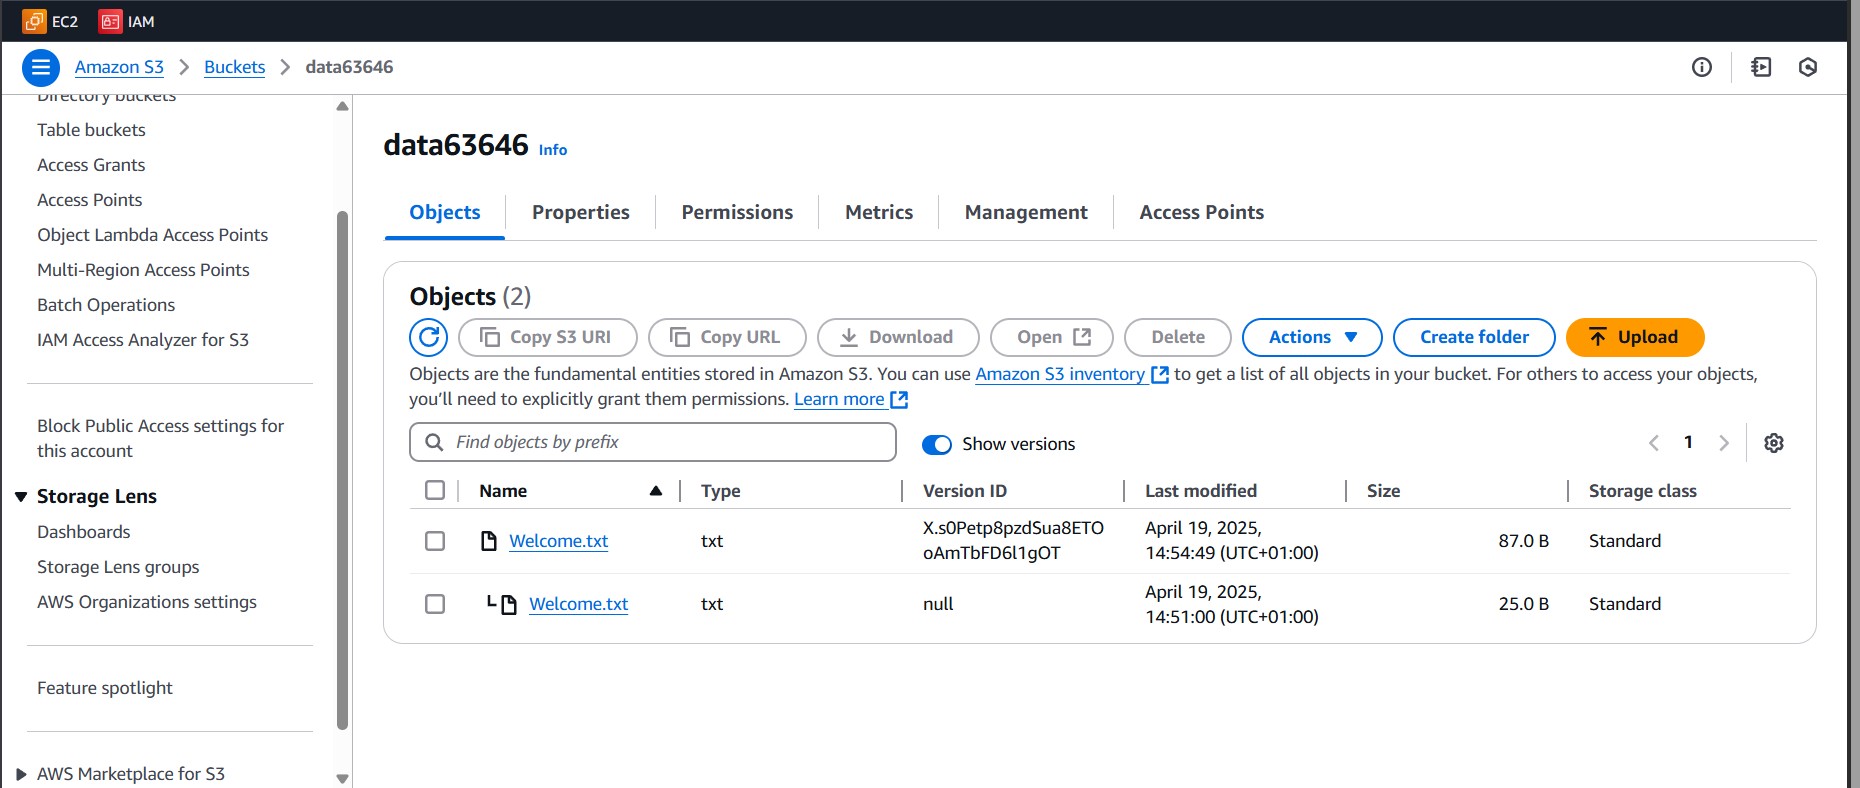 EC2 IAM
Amazon S3 Buckets data63646
Directory buckets
Table buckets
Access Grants
Access Points
Object Lambda Access Points
Multi-Region Access Points
Batch Operations
IAM Access Analyzer for S3
Block Public Access settings for
this account
Storage Lens
Dashboards
Storage Lens groups
AWS Organizations settings
Feature spotlight
AWS Marketplace for S3
data63646 Info
Objects Properties Permissions Metrics Management Access Points
Objects (2)
Copy S3 URI Copy URL Download Open Delete Actions Create folder Upload
Objects are the fundamental entities stored in Amazon S3. You can use Amazon S3 inventory to get a list of all objects in your bucket. For others to access your objects,
you'll need to explicitly grant them permissions. Learn more
Find objects by prefix Show versions 1
Name Type Version ID Last modified Size Storage class
Welcome.txt txt X.s0Petp8pzdSua8ETO April 19, 2025, 87.0 B Standard
oAmTbFD6l1gOT 14:54:49 (UTC+01:00)
Welcome.txt txt null April 19, 2025, 25.0 B Standard
14:51:00 (UTC+01:00)